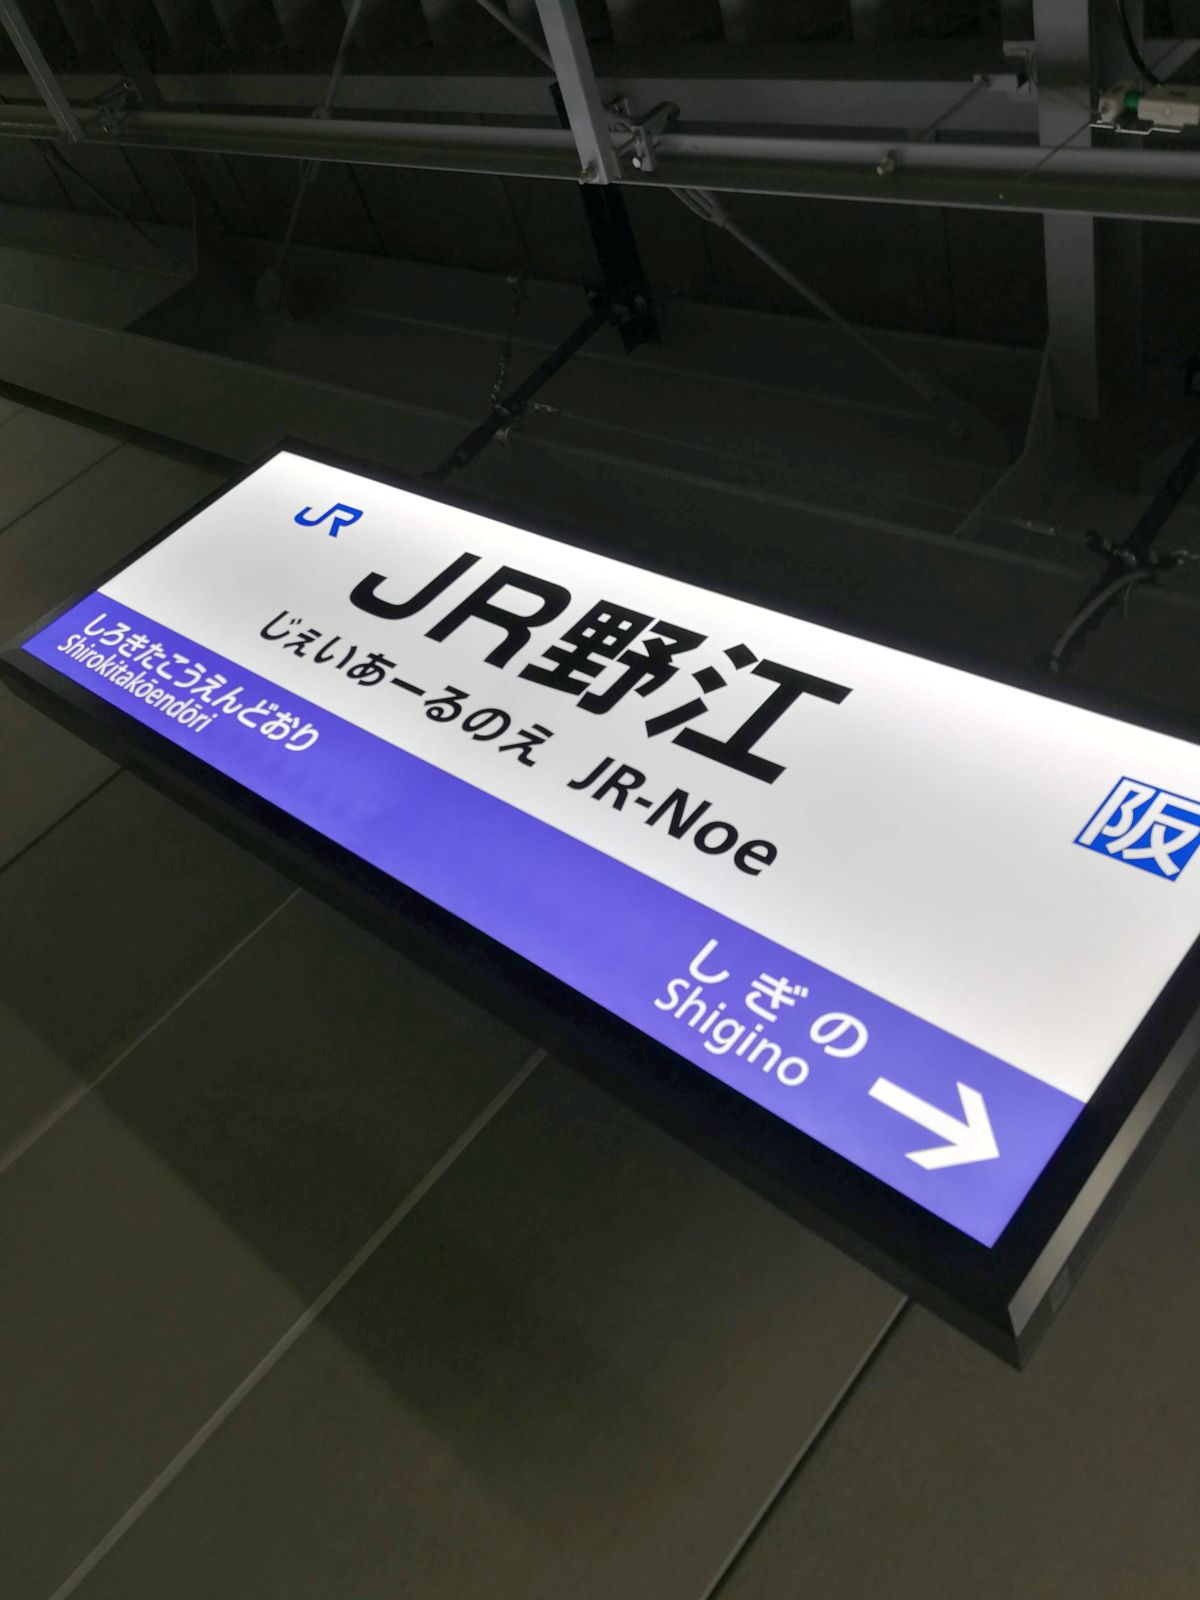 JR
JR野江
じぇいあーるのえ JR-Noe
阪
しろきたこうえんどおり
Shirokitakōendōri
しぎの
Shigino
→